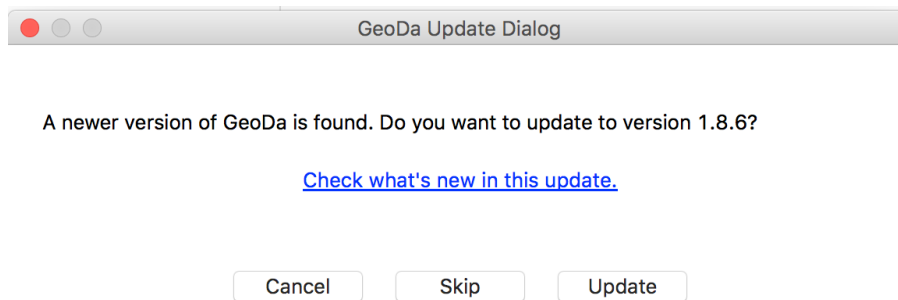 GeoDa Update Dialog
A newer version of GeoDa is found. Do you want to update to version 1.8.6?
Check what's new in this update.
Cancel Skip Update